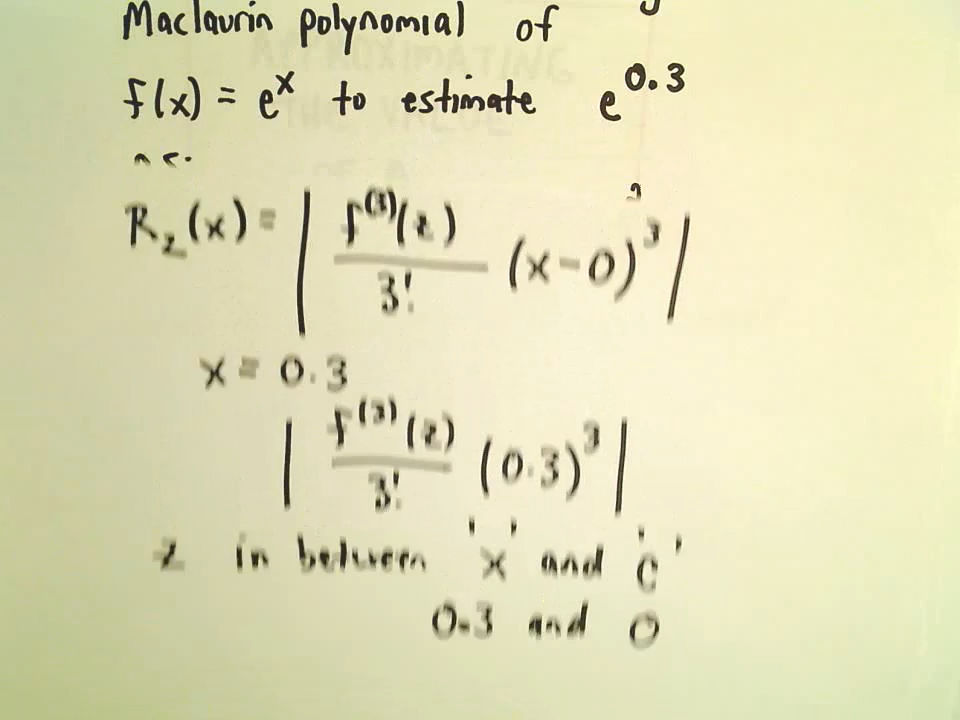 Maclaurin polynomial of
f(x) = e^x to estimate e^0.3
R_2(x) = | f^(3)(z) / 3! (x-0)^3 |
x = 0.3
| f^(3)(z) / 3! (0.3)^3 |
z in between 'x' and 'c'
0.3 and 0